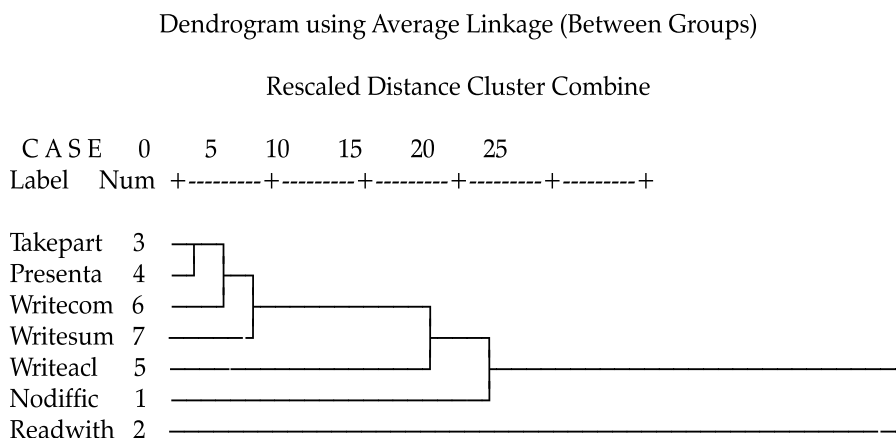 Dendrogram using Average Linkage (Between Groups)
Rescaled Distance Cluster Combine
C A S E 0 5 10 15 20 25
Label Num +---------+---------+---------+---------+---------+
Takepart 3
Presenta 4
Writecom 6
Writesum 7
Writeacl 5
Nodiffic 1
Readwith 2